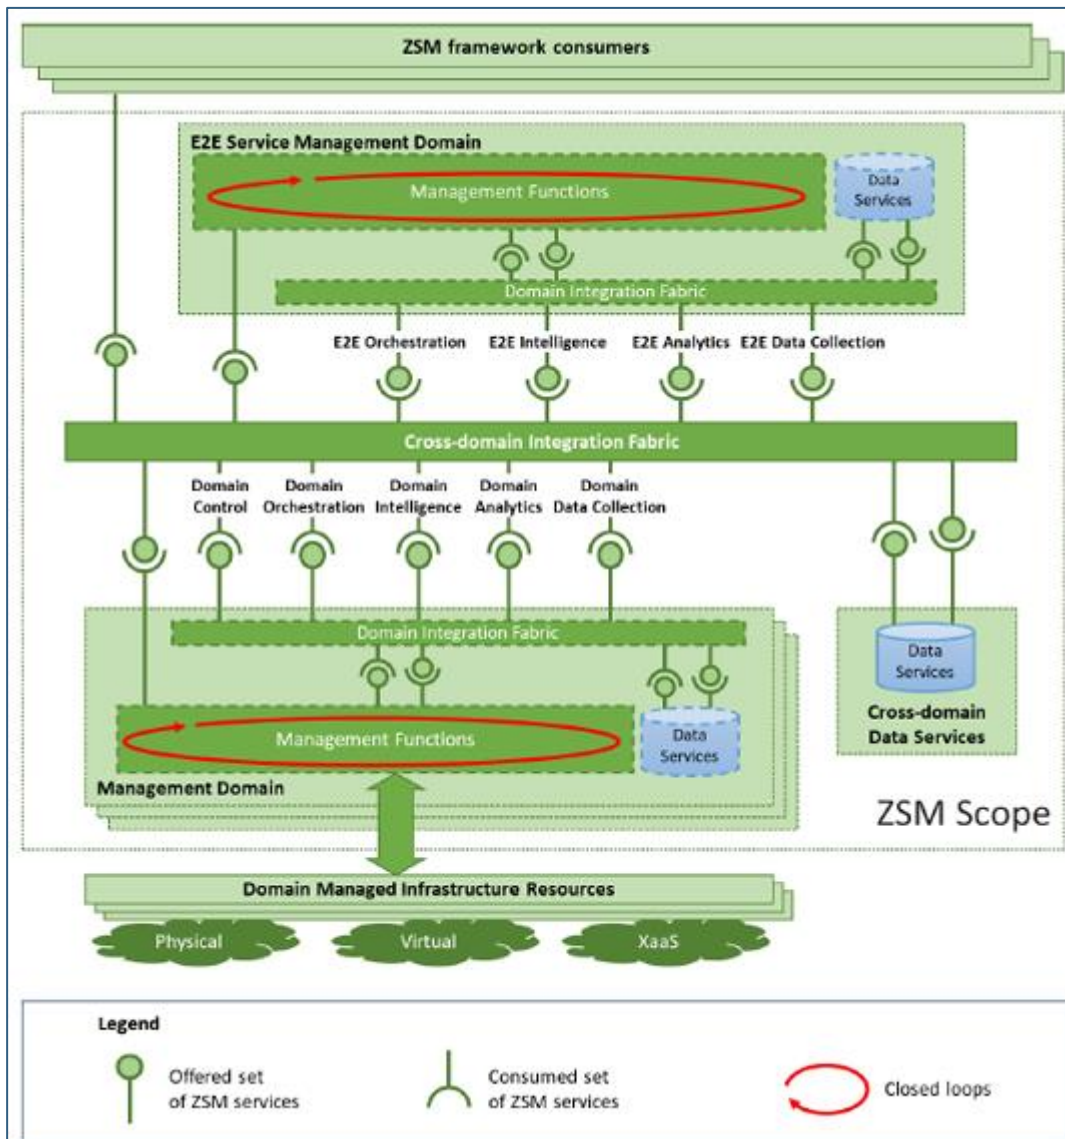 ZSM framework consumers
E2E Service Management Domain
Management Functions
Data
Services
Domain Integration Fabric
E2E Orchestration
E2E Intelligence
E2E Analytics
E2E Data Collection
Cross-domain Integration Fabric
Domain
Control
Domain
Orchestration
Domain
Intelligence
Domain
Analytics
Domain
Data Collection
Domain Integration Fabric
Management Functions
Data
Services
Management Domain
Data
Services
Cross-domain
Data Services
ZSM Scope
Domain Managed Infrastructure Resources
Physical
Virtual
XaaS
Legend
Offered set
of ZSM services
Consumed set
of ZSM services
Closed loops